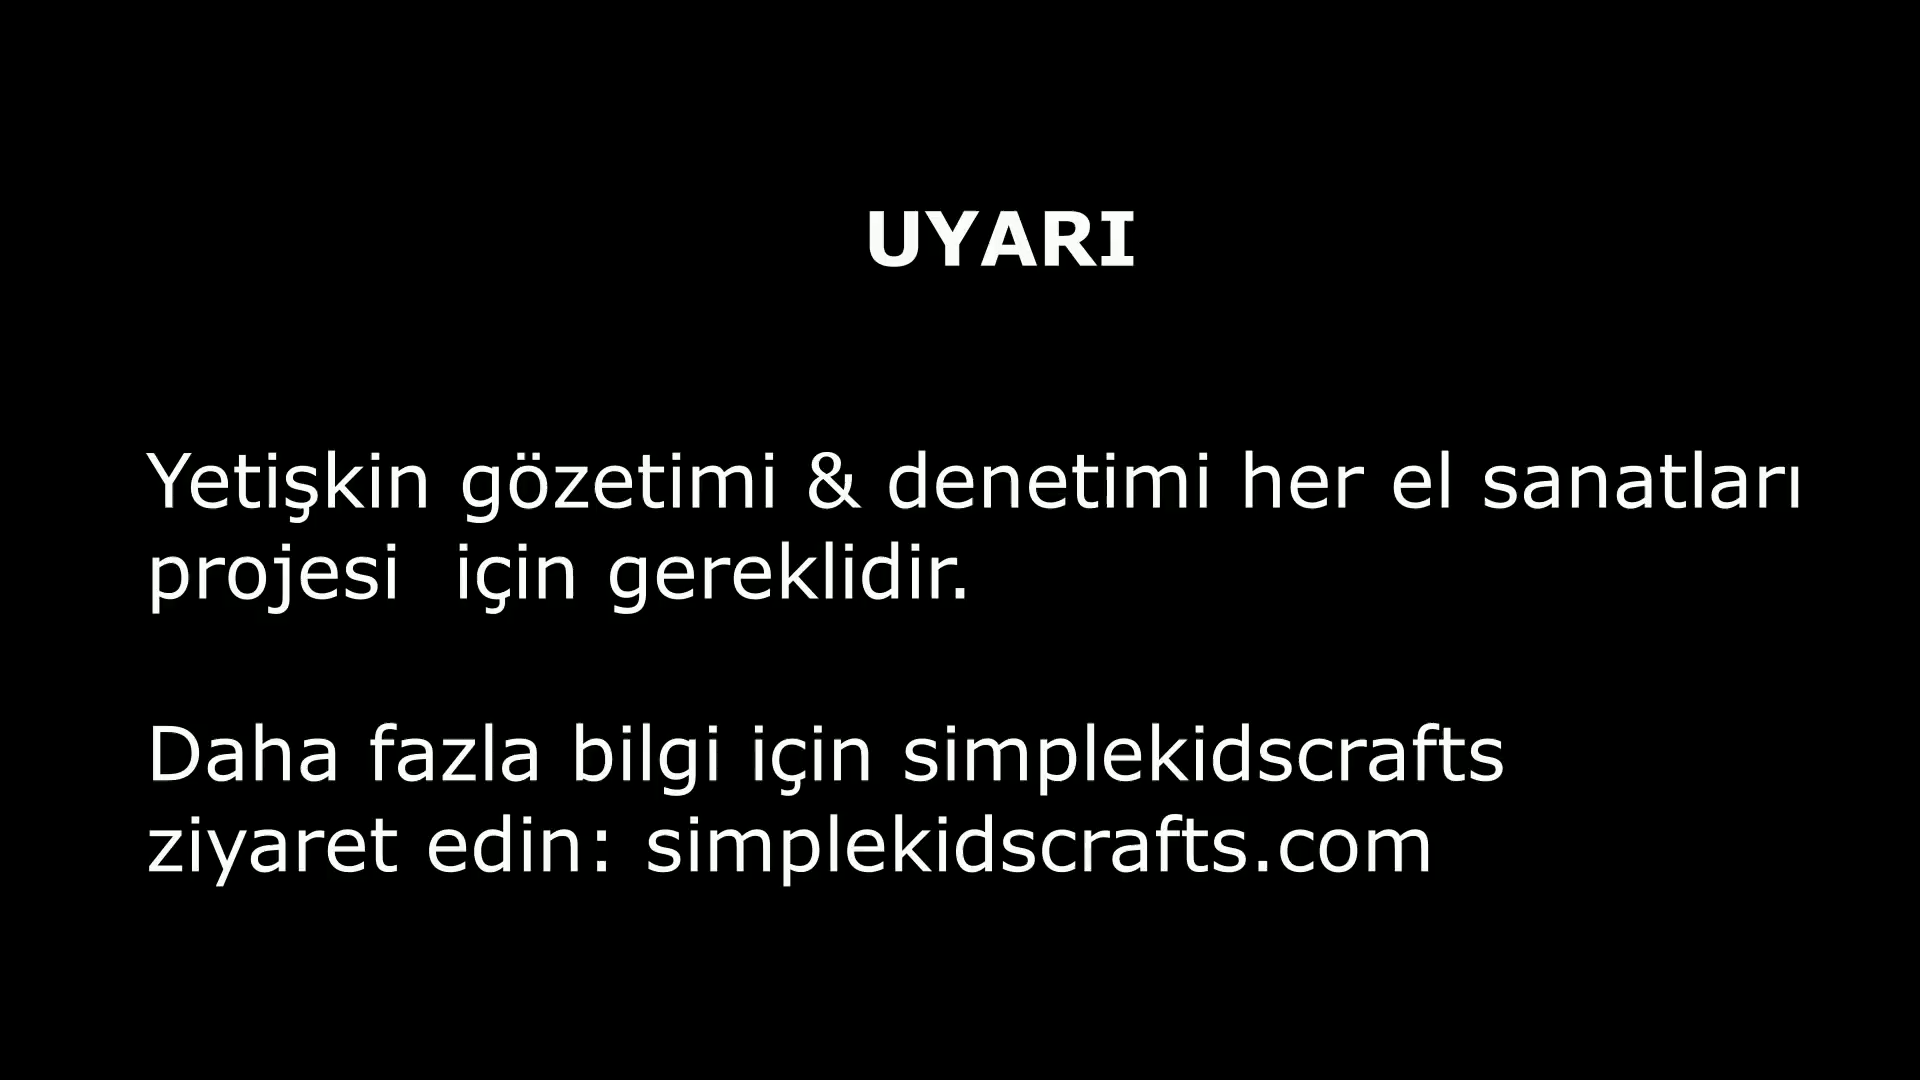 UYARI
Yetişkin gözetimi & denetimi her el sanatları
projesi  için gereklidir.
Daha fazla bilgi için simplekidscrafts
ziyaret edin: simplekidscrafts.com